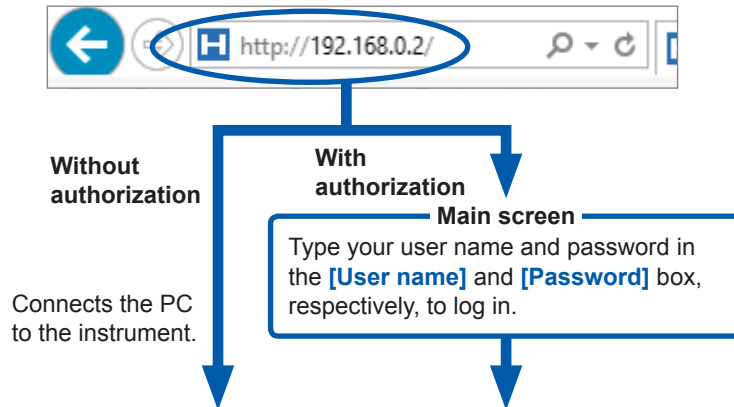 H http://192.168.0.2/
Without
authorization
With
authorization
Main screen
Type your user name and password in
the [User name] and [Password] box,
respectively, to log in.
Connects the PC
to the instrument.